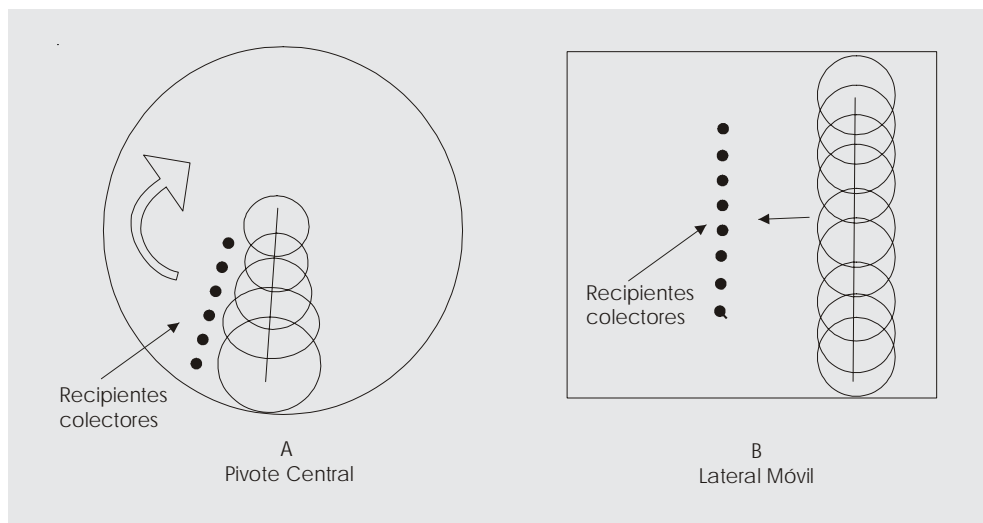 Recipientes
colectores
A
Pivote Central
Recipientes
colectores
B
Lateral Móvil